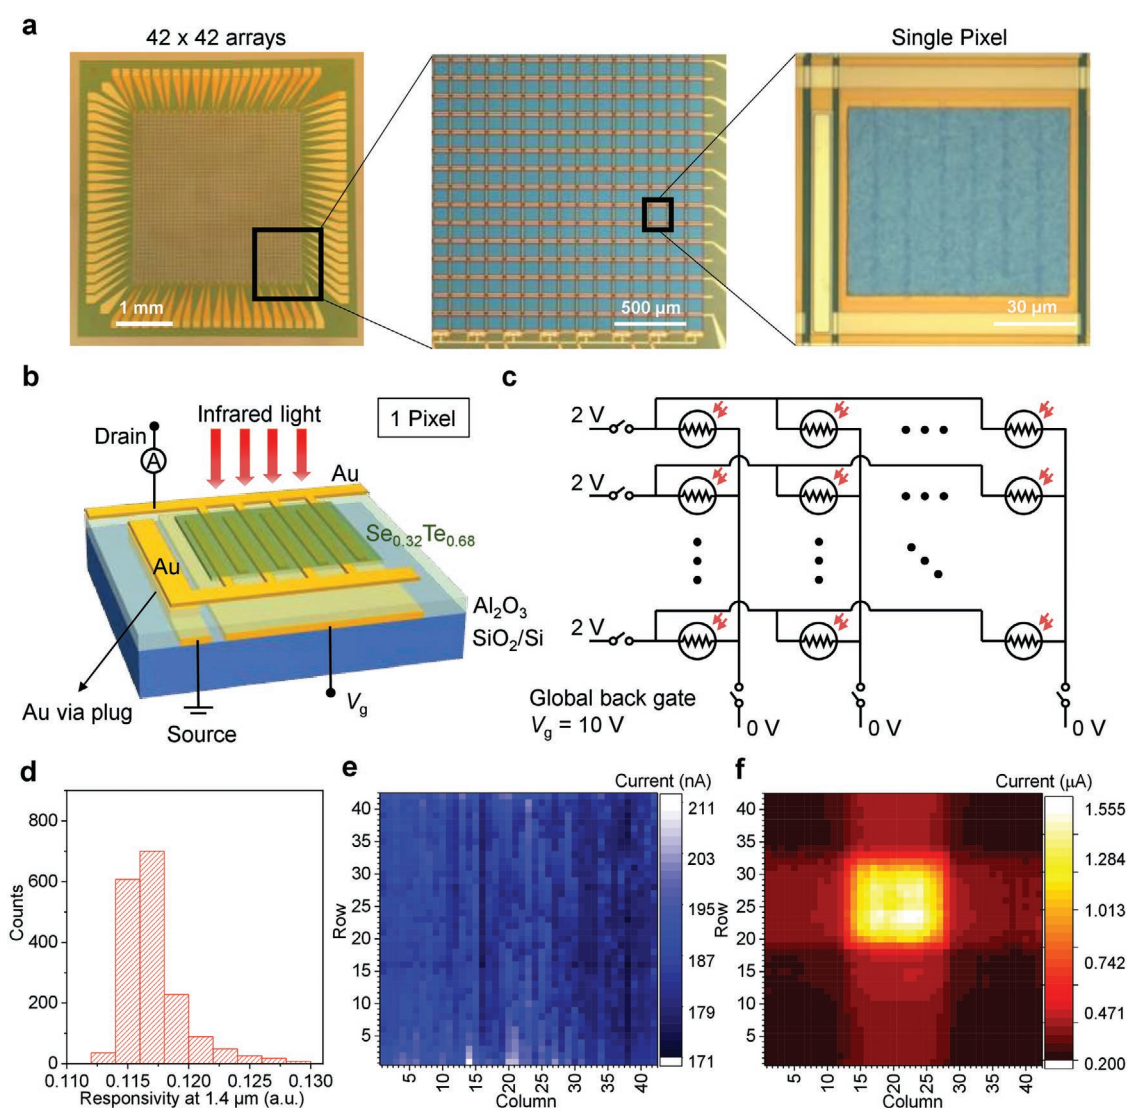 a
42 x 42 arrays
Single Pixel
1 mm
500 µm
30 µm
b
Infrared light
1 Pixel
Drain
A
Au
Se0.32Te0.68
Au
Al2O3
SiO2/Si
Au via plug
Source
Vg
c
2 V
2 V
2 V
Global back gate
Vg = 10 V
0 V
0 V
0 V
d
Counts
800
600
400
200
0
0.110
0.115
0.120
0.125
0.130
Responsivity at 1.4 µm (a.u.)
e
Current (nA)
Row
40
35
30
25
20
15
10
5
5
10
15
20
25
30
35
40
Column
211
203
195
187
179
171
f
Current (µA)
Row
40
35
30
25
20
15
10
5
5
10
15
20
25
30
35
40
Column
1.555
1.284
1.013
0.742
0.471
0.200